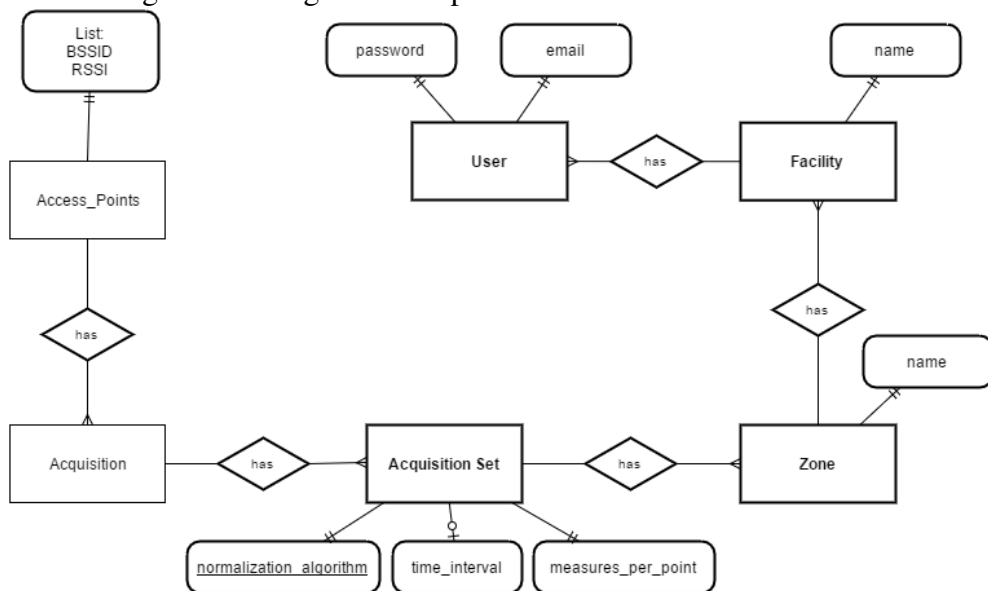 List:
BSSID
RSSI
password
email
name
User
has
Facility
Access_Points
has
has
name
Acquisition
has
Acquisition Set
has
Zone
normalization_algorithm
time_interval
measures_per_point